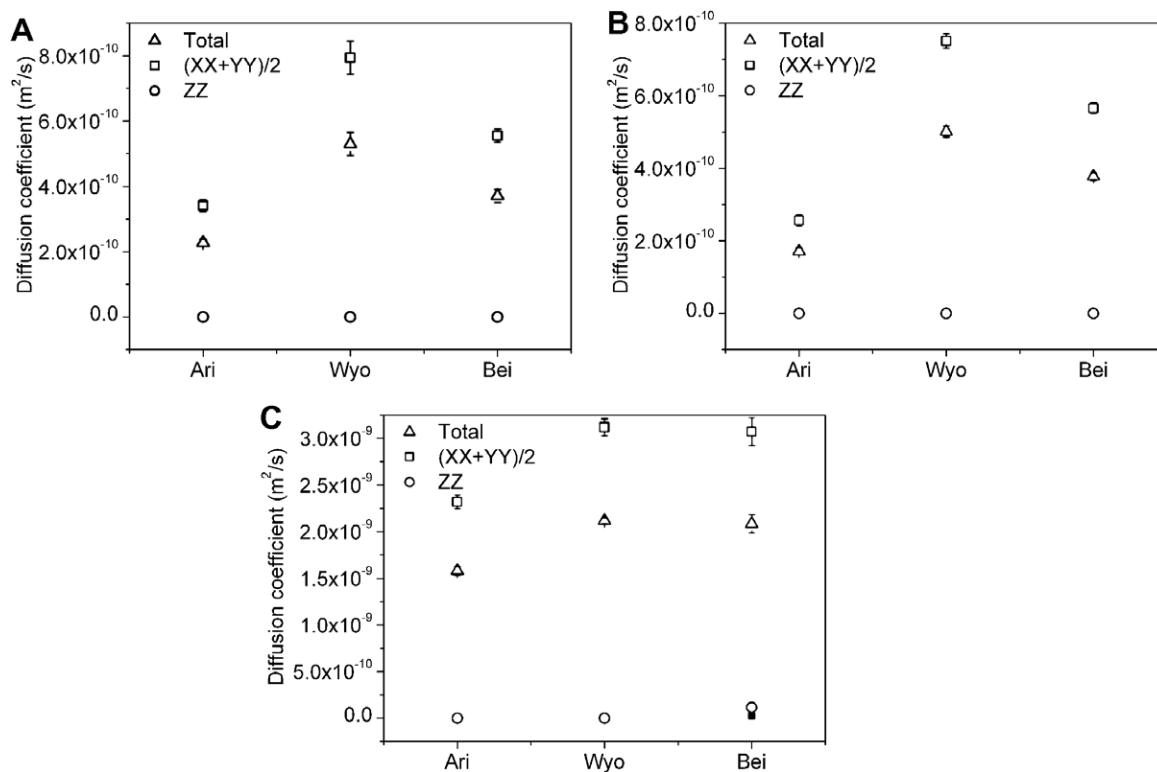 A
Total
(XX+YY)/2
ZZ
Diffusion coefficient (m²/s)
8.0x10⁻¹⁰
6.0x10⁻¹⁰
4.0x10⁻¹⁰
2.0x10⁻¹⁰
0.0
Ari Wyo Bei
B
Total
(XX+YY)/2
ZZ
Diffusion coefficient (m²/s)
8.0x10⁻¹⁰
6.0x10⁻¹⁰
4.0x10⁻¹⁰
2.0x10⁻¹⁰
0.0
Ari Wyo Bei
C
Total
(XX+YY)/2
ZZ
Diffusion coefficient (m²/s)
3.0x10⁻⁹
2.5x10⁻⁹
2.0x10⁻⁹
1.5x10⁻⁹
1.0x10⁻⁹
5.0x10⁻¹⁰
0.0
Ari Wyo Bei